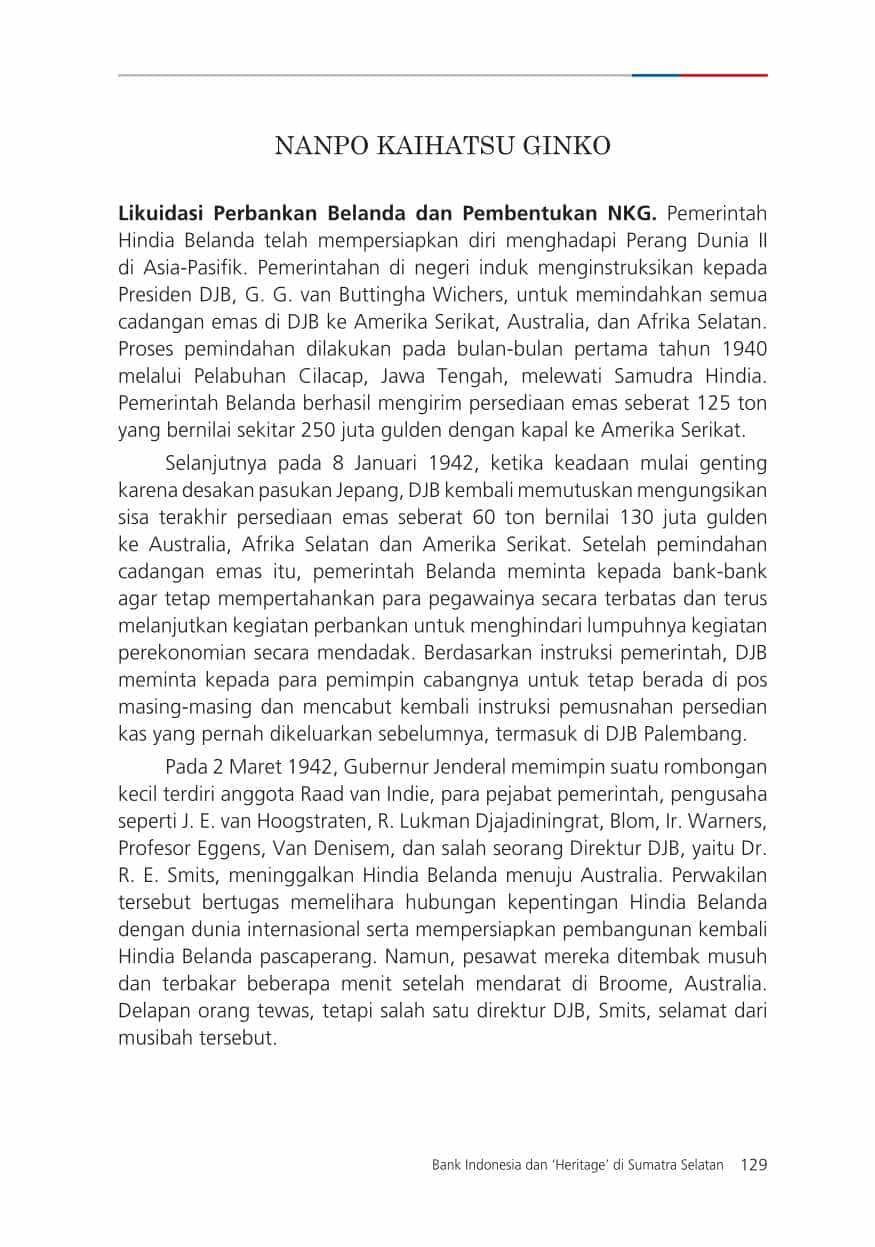 NANPO KAIHATSU GINKO
Likuidasi Perbankan Belanda dan Pembentukan NKG. Pemerintah
Hindia Belanda telah mempersiapkan diri menghadapi Perang Dunia II
di Asia-Pasifik. Pemerintahan di negeri induk menginstruksikan kepada
Presiden DJB, G. G. van Buttingha Wichers, untuk memindahkan semua
cadangan emas di DJB ke Amerika Serikat, Australia, dan Afrika Selatan.
Proses pemindahan dilakukan pada bulan-bulan pertama tahun 1940
melalui Pelabuhan Cilacap, Jawa Tengah, melewati Samudra Hindia.
Pemerintah Belanda berhasil mengirim persediaan emas seberat 125 ton
yang bernilai sekitar 250 juta gulden dengan kapal ke Amerika Serikat.
Selanjutnya pada 8 Januari 1942, ketika keadaan mulai genting
karena desakan pasukan Jepang, DJB kembali memutuskan mengungsikan
sisa terakhir persediaan emas seberat 60 ton bernilai 130 juta gulden
ke Australia, Afrika Selatan dan Amerika Serikat. Setelah pemindahan
cadangan emas itu, pemerintah Belanda meminta kepada bank-bank
agar tetap mempertahankan para pegawainya secara terbatas dan terus
melanjutkan kegiatan perbankan untuk menghindari lumpuhnya kegiatan
perekonomian secara mendadak. Berdasarkan instruksi pemerintah, DJB
meminta kepada para pemimpin cabangnya untuk tetap berada di pos
masing-masing dan mencabut kembali instruksi pemusnahan persedian
kas yang pernah dikeluarkan sebelumnya, termasuk di DJB Palembang.
Pada 2 Maret 1942, Gubernur Jenderal memimpin suatu rombongan
kecil terdiri anggota Raad van Indie, para pejabat pemerintah, pengusaha
seperti J. E. van Hoogstraten, R. Lukman Djajadiningrat, Blom, Ir. Warners,
Profesor Eggens, Van Denisem, dan salah seorang Direktur DJB, yaitu Dr.
R. E. Smits, meninggalkan Hindia Belanda menuju Australia. Perwakilan
tersebut bertugas memelihara hubungan kepentingan Hindia Belanda
dengan dunia internasional serta mempersiapkan pembangunan kembali
Hindia Belanda pascaperang. Namun, pesawat mereka ditembak musuh
dan terbakar beberapa menit setelah mendarat di Broome, Australia.
Delapan orang tewas, tetapi salah satu direktur DJB, Smits, selamat dari
musibah tersebut.
Bank Indonesia dan ‘Heritage’ di Sumatra Selatan 129